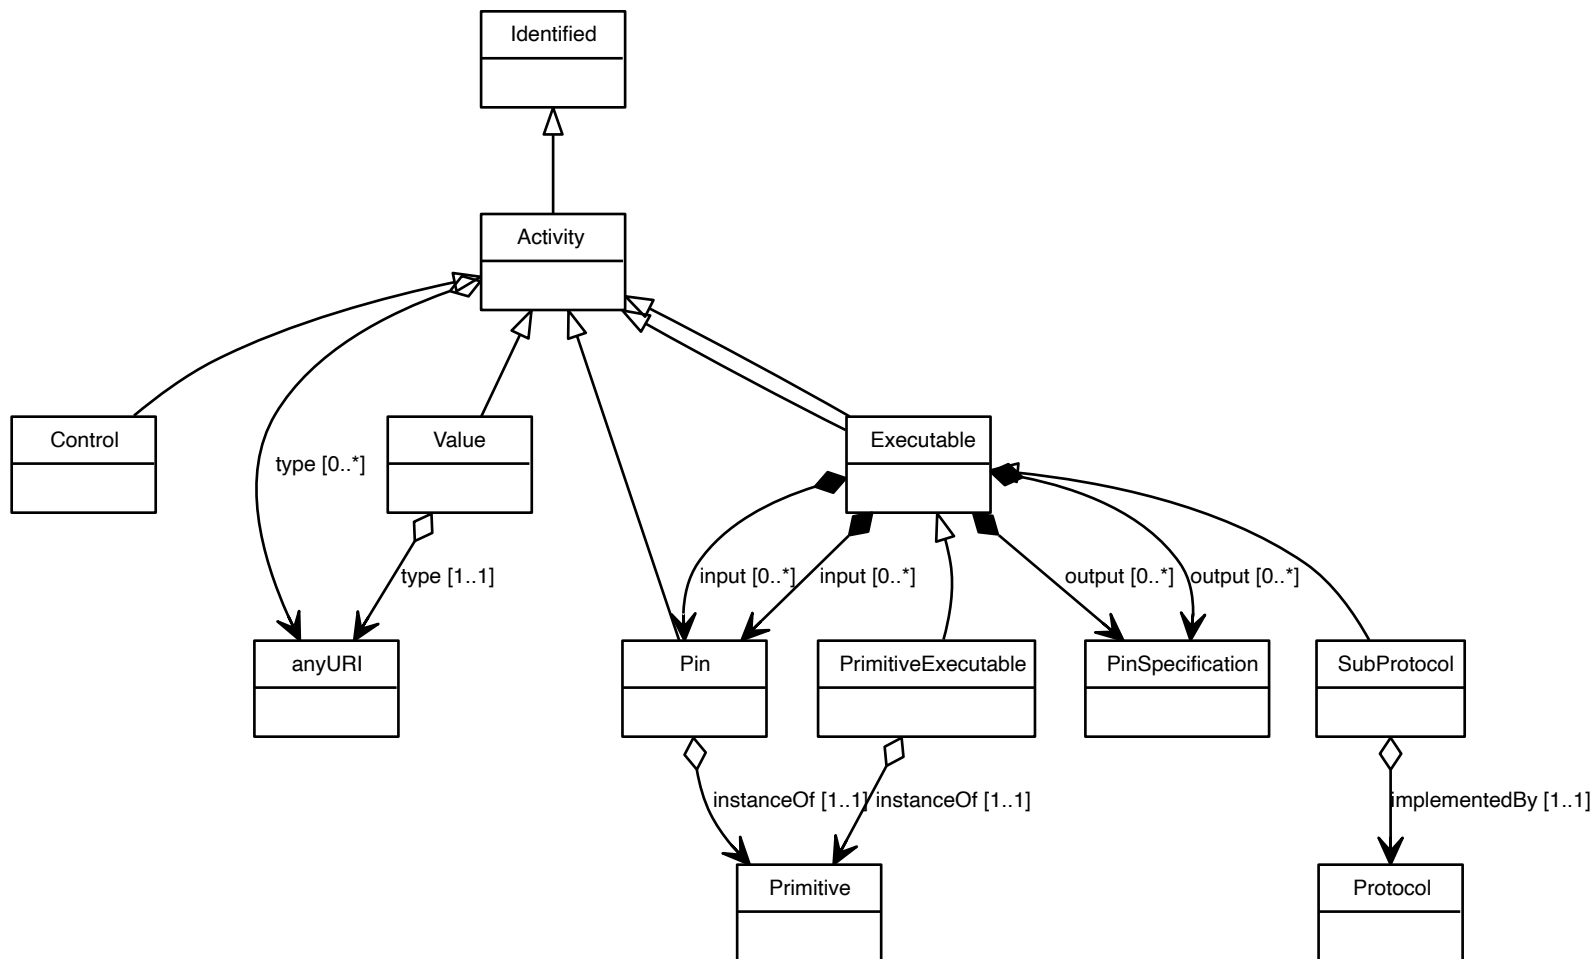 Identified
Activity
Control
Value
Executable
type [0..*]
type [1..1]
input [0..*]
input [0..*]
output [0..*]
output [0..*]
anyURI
Pin
PrimitiveExecutable
PinSpecification
SubProtocol
instanceOf [1..1]
instanceOf [1..1]
implementedBy [1..1]
Primitive
Protocol